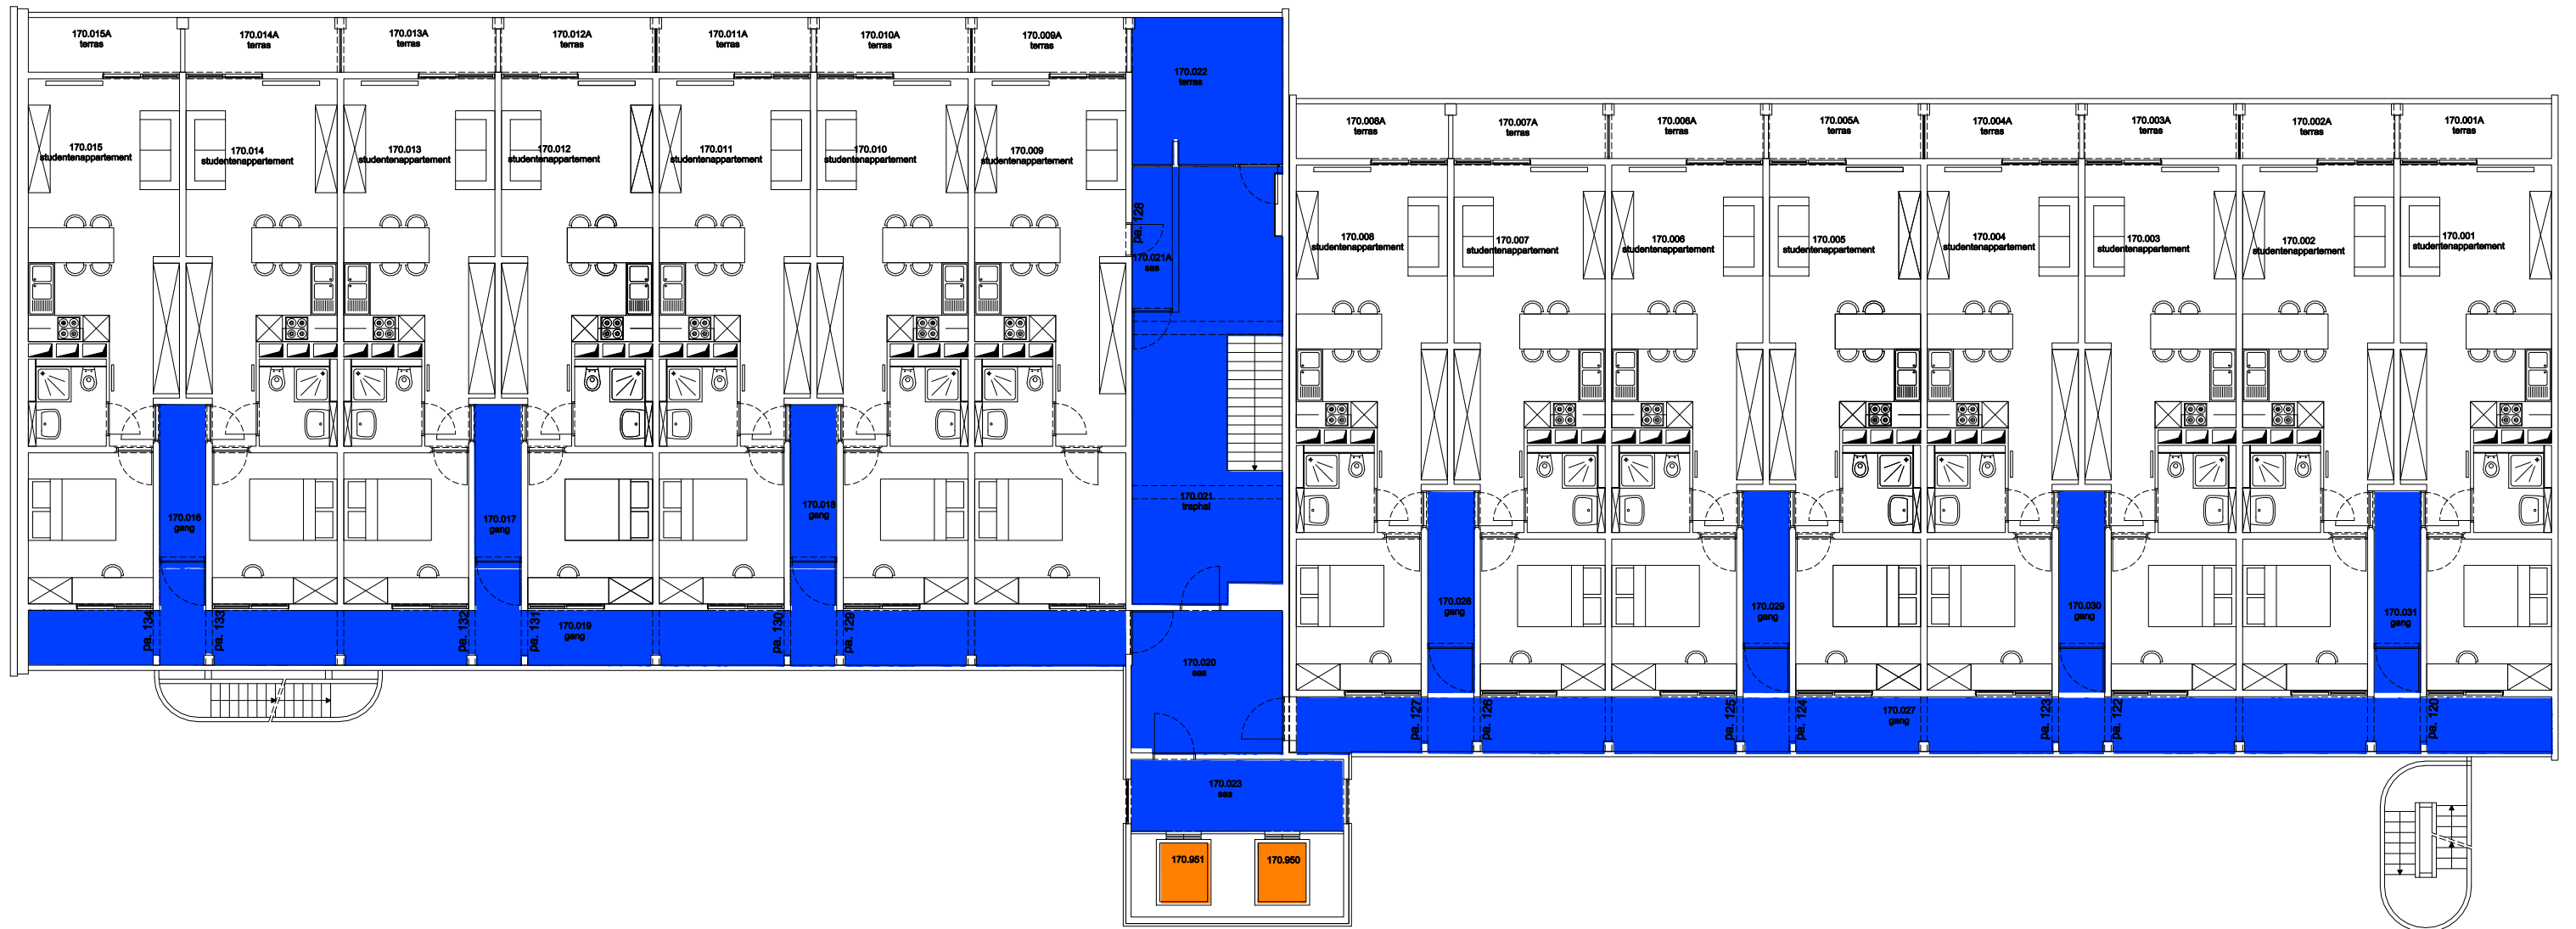 170.015A
terras
170.014A
terras
170.013A
terras
170.012A
terras
170.011A
terras
170.010A
terras
170.009A
terras
170.022
terras
170.008A
terras
170.007A
terras
170.006A
terras
170.005A
terras
170.004A
terras
170.003A
terras
170.002A
terras
170.001A
terras
170.015
studentenappartement
170.014
studentenappartement
170.013
studentenappartement
170.012
studentenappartement
170.011
studentenappartement
170.010
studentenappartement
170.009
studentenappartement
pa. 128
170.021A
sas
170.008
studentenappartement
170.007
studentenappartement
170.006
studentenappartement
170.005
studentenappartement
170.004
studentenappartement
170.003
studentenappartement
170.002
studentenappartement
170.001
studentenappartement
170.016
gang
170.017
gang
170.018
gang
170.021
traphal
170.028
gang
170.029
gang
170.030
gang
170.031
gang
pa. 134
pa. 133
pa. 132
pa. 131
170.019
gang
pa. 130
pa. 129
170.020
sas
pa. 127
pa. 126
pa. 125
pa. 124
170.027
gang
pa. 123
pa. 122
pa. 120
170.023
sas
170.951
170.950